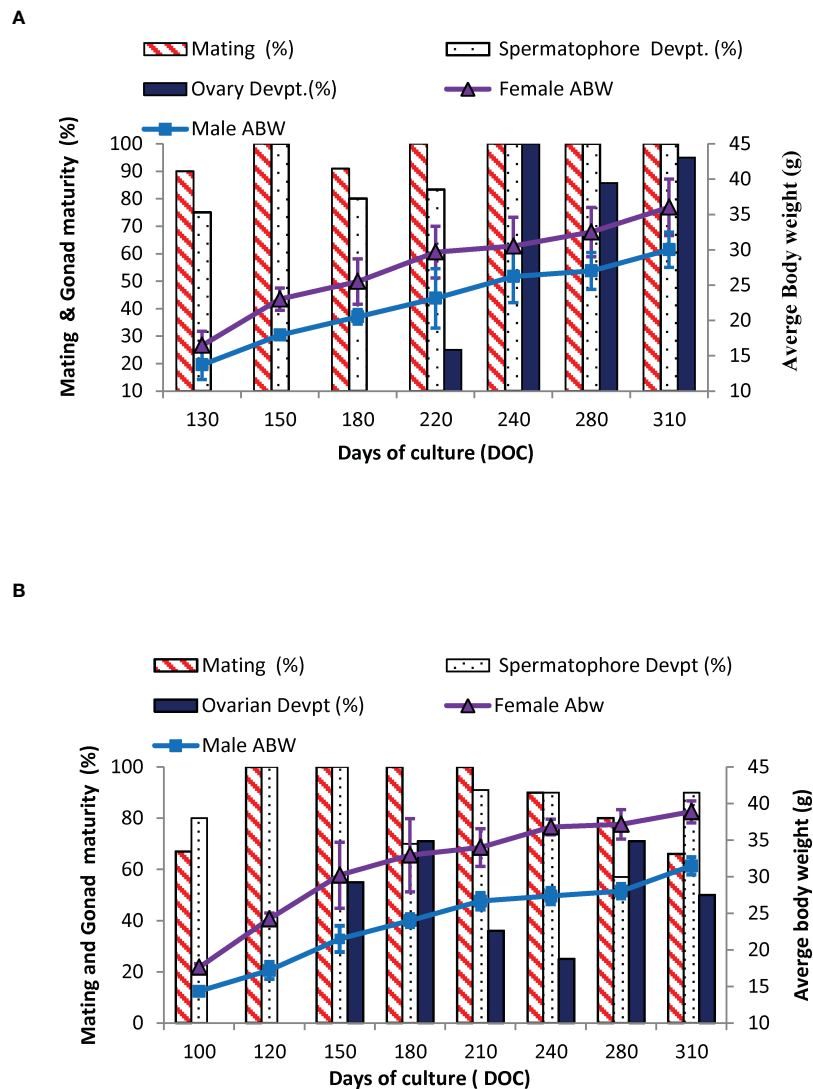 A
Mating (%)
Spermatophore Devpt. (%)
Ovary Devpt.(%)
Female ABW
Male ABW
Mating & Gonad maturity (%)
100
90
80
70
60
50
40
30
20
10
45
40
35
30
25
20
15
10
Averge Body weight (g)
130 150 180 220 240 280 310
Days of culture (DOC)
B
Mating (%)
Spermatophore Devpt (%)
Ovarian Devpt (%)
Female Abw
Male ABW
Mating and Gonad maturity (%)
100
80
60
40
20
0
45
40
35
30
25
20
15
10
Averge body weight (g)
100 120 150 180 210 240 280 310
Days of culture ( DOC)